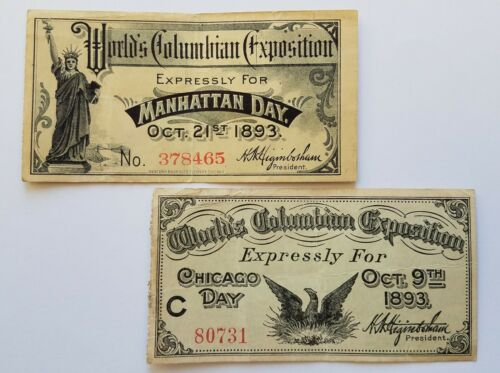 World's Columbian Exposition
EXPRESSLY FOR
MANHATTAN DAY.
OCT. 21ST 1893.
No. 378465
H.N.Higinbotham
President.
World's Columbian Exposition
Expressly For
CHICAGO DAY
OCT. 9TH 1893.
C
80731
H.N.Higinbotham
President.